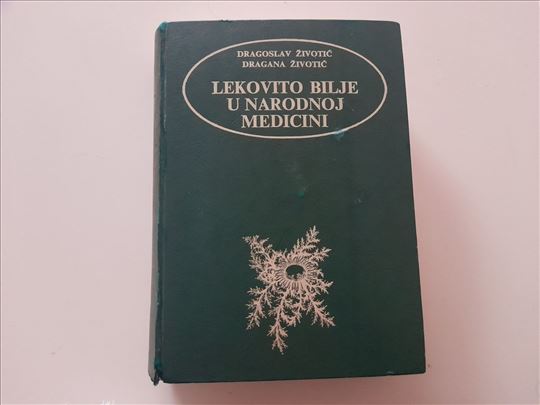 DRAGOSLAV ŽIVOTIĆ
DRAGANA ŽIVOTIĆ
LEKOVITO BILJE
U NARODNOJ
MEDICINI